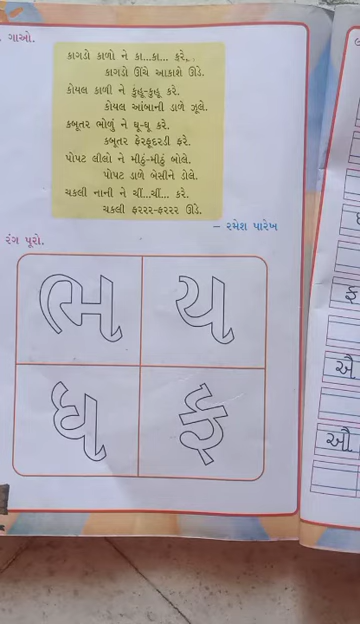 ગાઓ.
કાગડો કાળો ને કા...કા... કરે,
કાગડો ઊંચે આકાશે ઊડે.
કોયલ કાળી ને કુહૂ-કુહૂ કરે.
કોયલ આંબાની ડાળે ઝૂલે.
કબૂતર ભોળું ને ઘૂ-ઘૂ કરે.
કબૂતર ફેરફૂદરડી ફરે.
પોપટ લીલો ને મીઠું-મીઠું બોલે.
પોપટ ડાળે બેસીને ડોલે.
ચકલી નાની ને ચીં...ચીં... કરે.
ચકલી ફરરર-ફરરર ઊડે.
– રમેશ પારેખ
રંગ પૂરો.
ભ ય
ઘ ફ
ઐ
ઔ